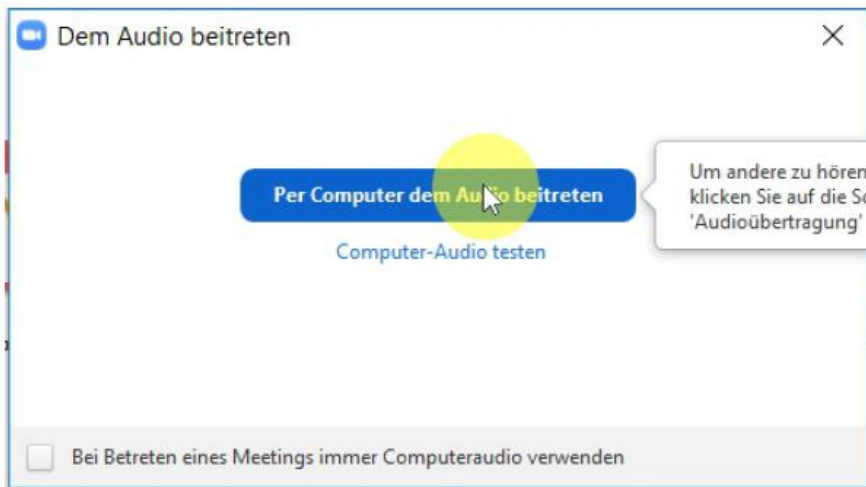 Dem Audio beitreten
Per Computer dem Audio beitreten
Um andere zu hören
klicken Sie auf die
'Audioübertragung'
Computer-Audio testen
Bei Betreten eines Meetings immer Computeraudio verwenden